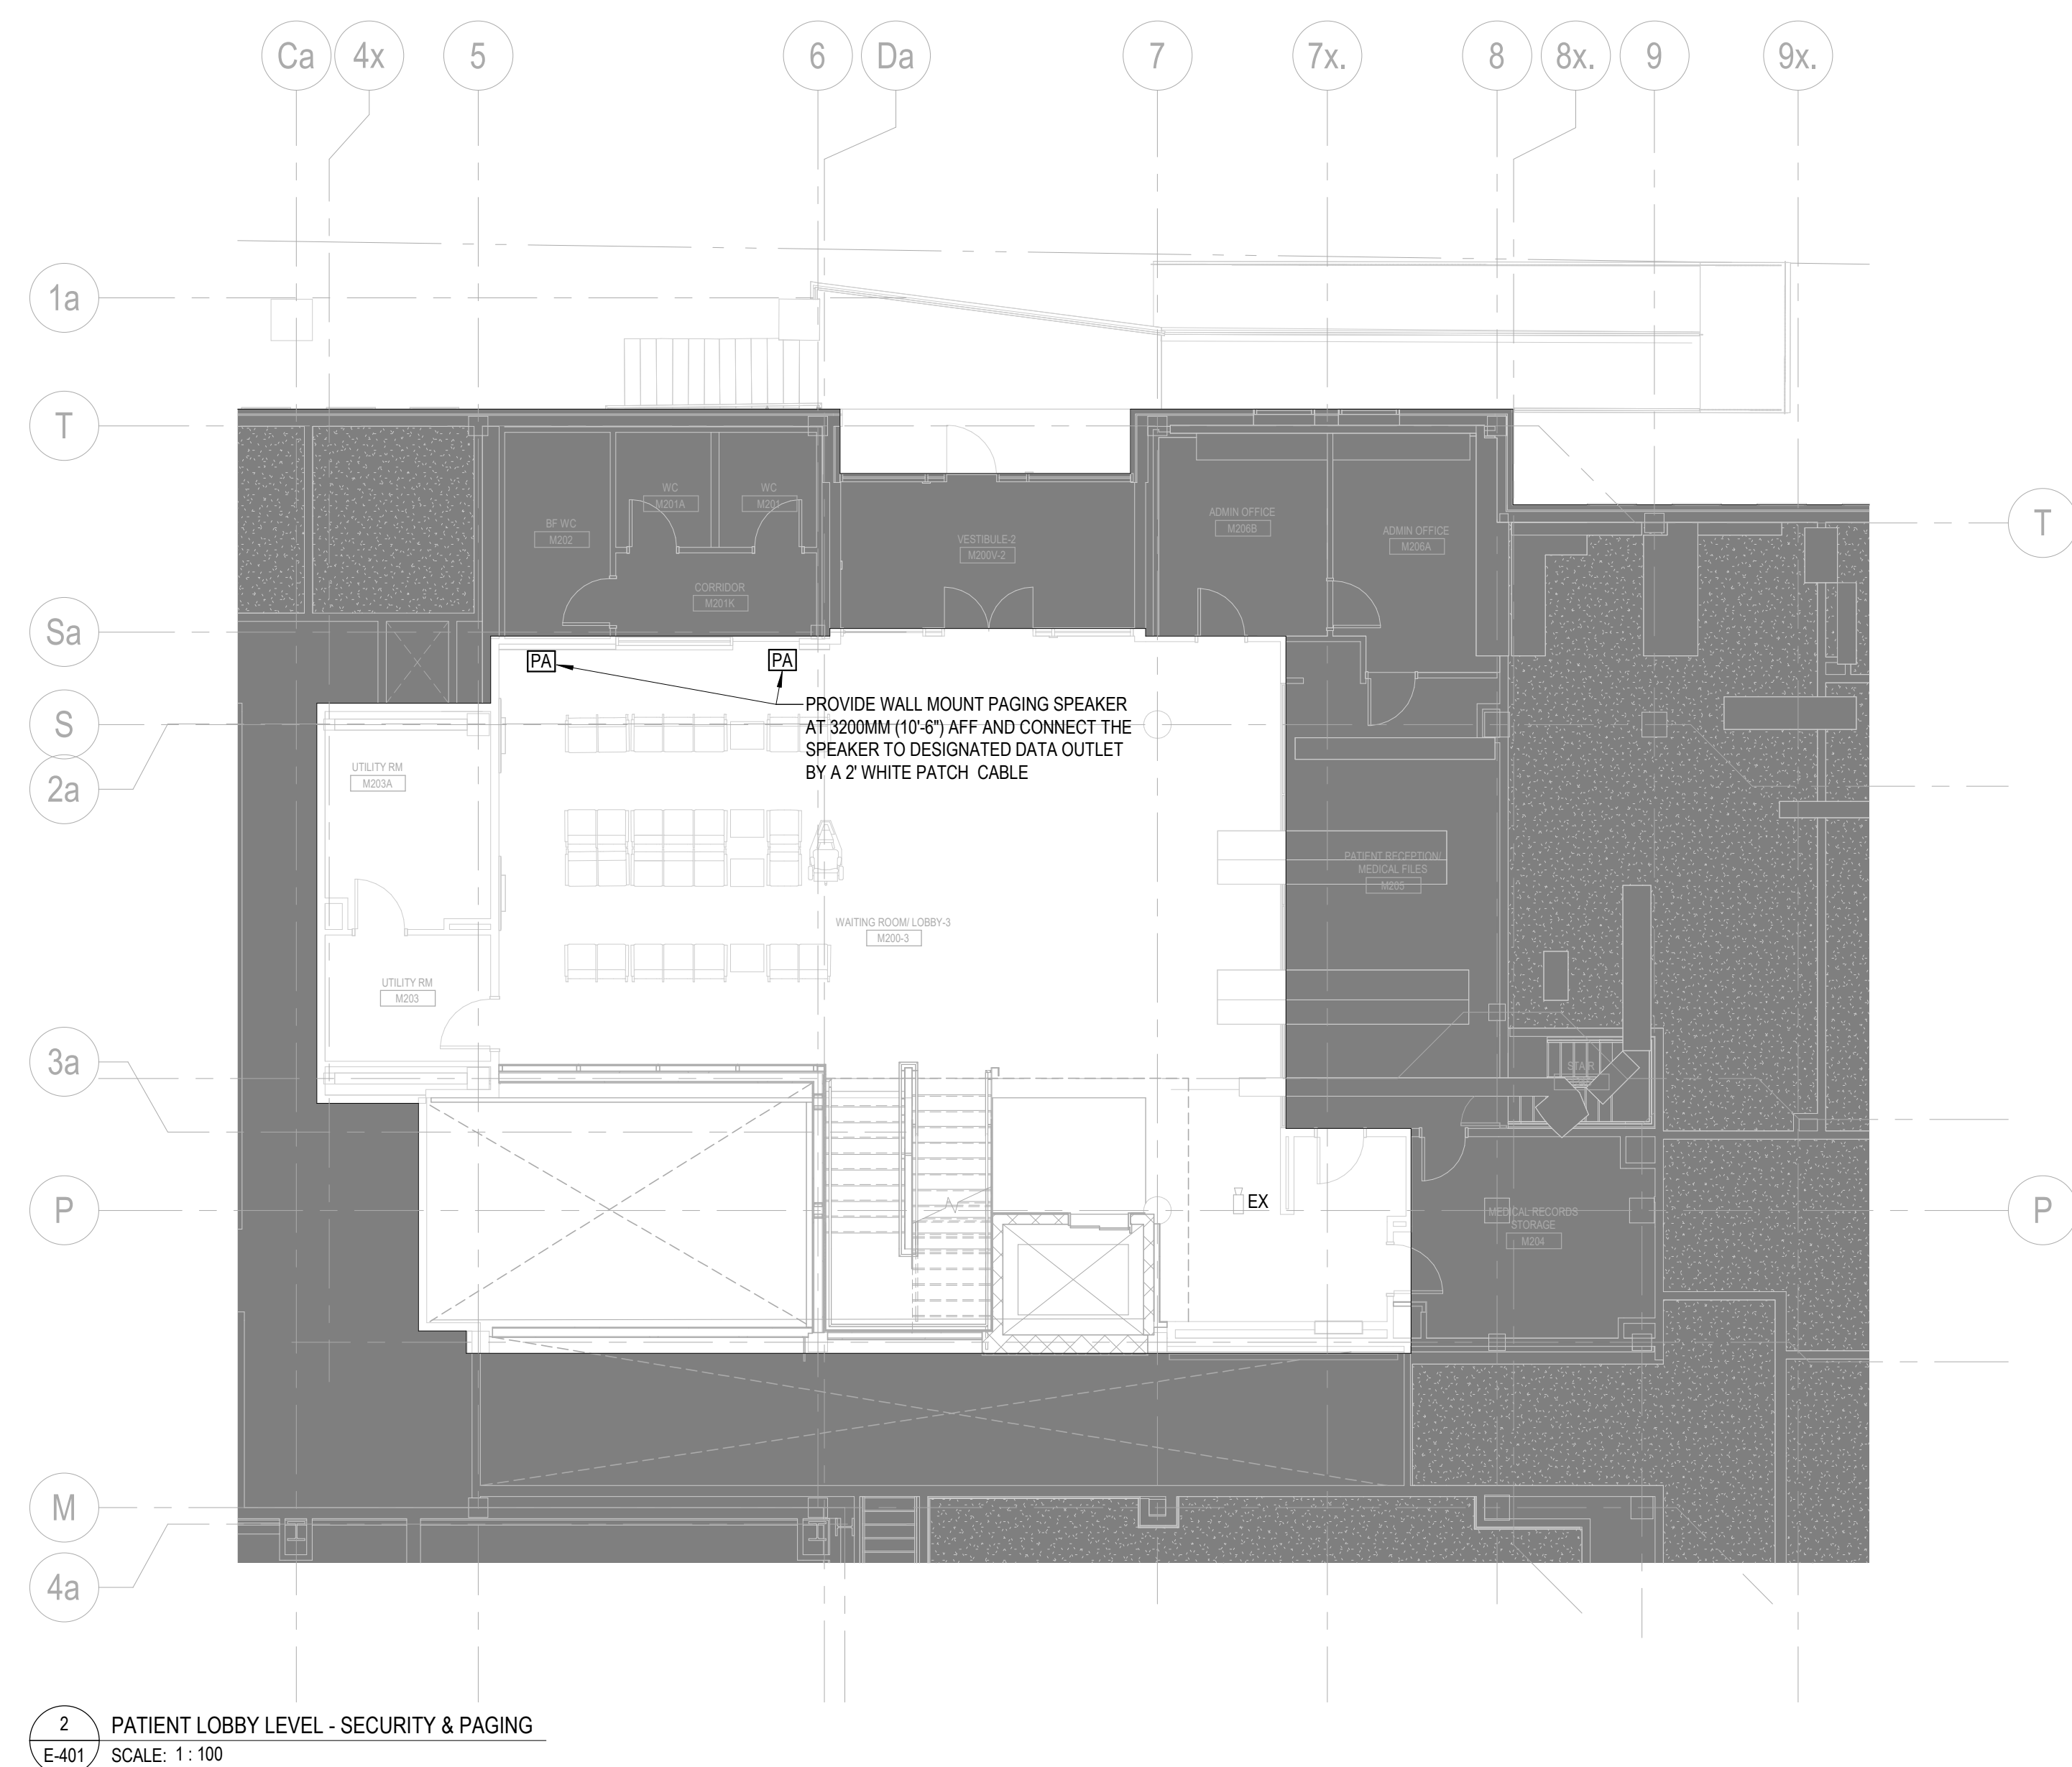 Ca
4x
5
6
Da
7
7x.
8
8x.
9
9x.
1a
T
WC
M201A
WC
M201
BF WC
M202
ADMIN OFFICE
M206B
ADMIN OFFICE
M206A
VESTIBULE-2
M200V-2
T
CORRIDOR
M201K
Sa
PA
PA
S
PROVIDE WALL MOUNT PAGING SPEAKER
AT 3200MM (10'-6") AFF AND CONNECT THE
SPEAKER TO DESIGNATED DATA OUTLET
BY A 2' WHITE PATCH CABLE
2a
UTILITY RM
M203A
PATIENT RECEPTION/
MEDICAL FILES
M205
WAITING ROOM/ LOBBY-3
M200-3
UTILITY RM
M203
3a
STAIR
P
EX
MEDICAL RECORDS
STORAGE
M204
P
M
4a
2
E-401
PATIENT LOBBY LEVEL - SECURITY & PAGING
SCALE: 1 : 100